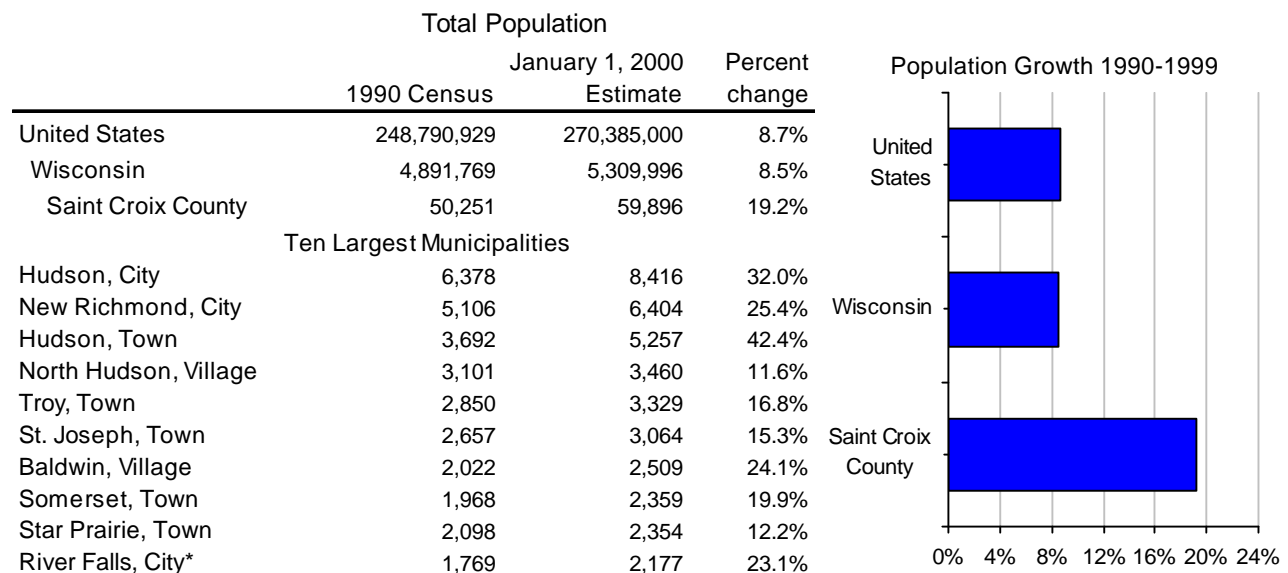 Total Population
1990 Census January 1, 2000 Estimate Percent change
United States 248,790,929 270,385,000 8.7%
Wisconsin 4,891,769 5,309,996 8.5%
Saint Croix County 50,251 59,896 19.2%
Ten Largest Municipalities
Hudson, City 6,378 8,416 32.0%
New Richmond, City 5,106 6,404 25.4%
Hudson, Town 3,692 5,257 42.4%
North Hudson, Village 3,101 3,460 11.6%
Troy, Town 2,850 3,329 16.8%
St. Joseph, Town 2,657 3,064 15.3%
Baldwin, Village 2,022 2,509 24.1%
Somerset, Town 1,968 2,359 19.9%
Star Prairie, Town 2,098 2,354 12.2%
River Falls, City* 1,769 2,177 23.1%
Population Growth 1990-1999
United
States
Wisconsin
Saint Croix
County
0% 4% 8% 12% 16% 20% 24%